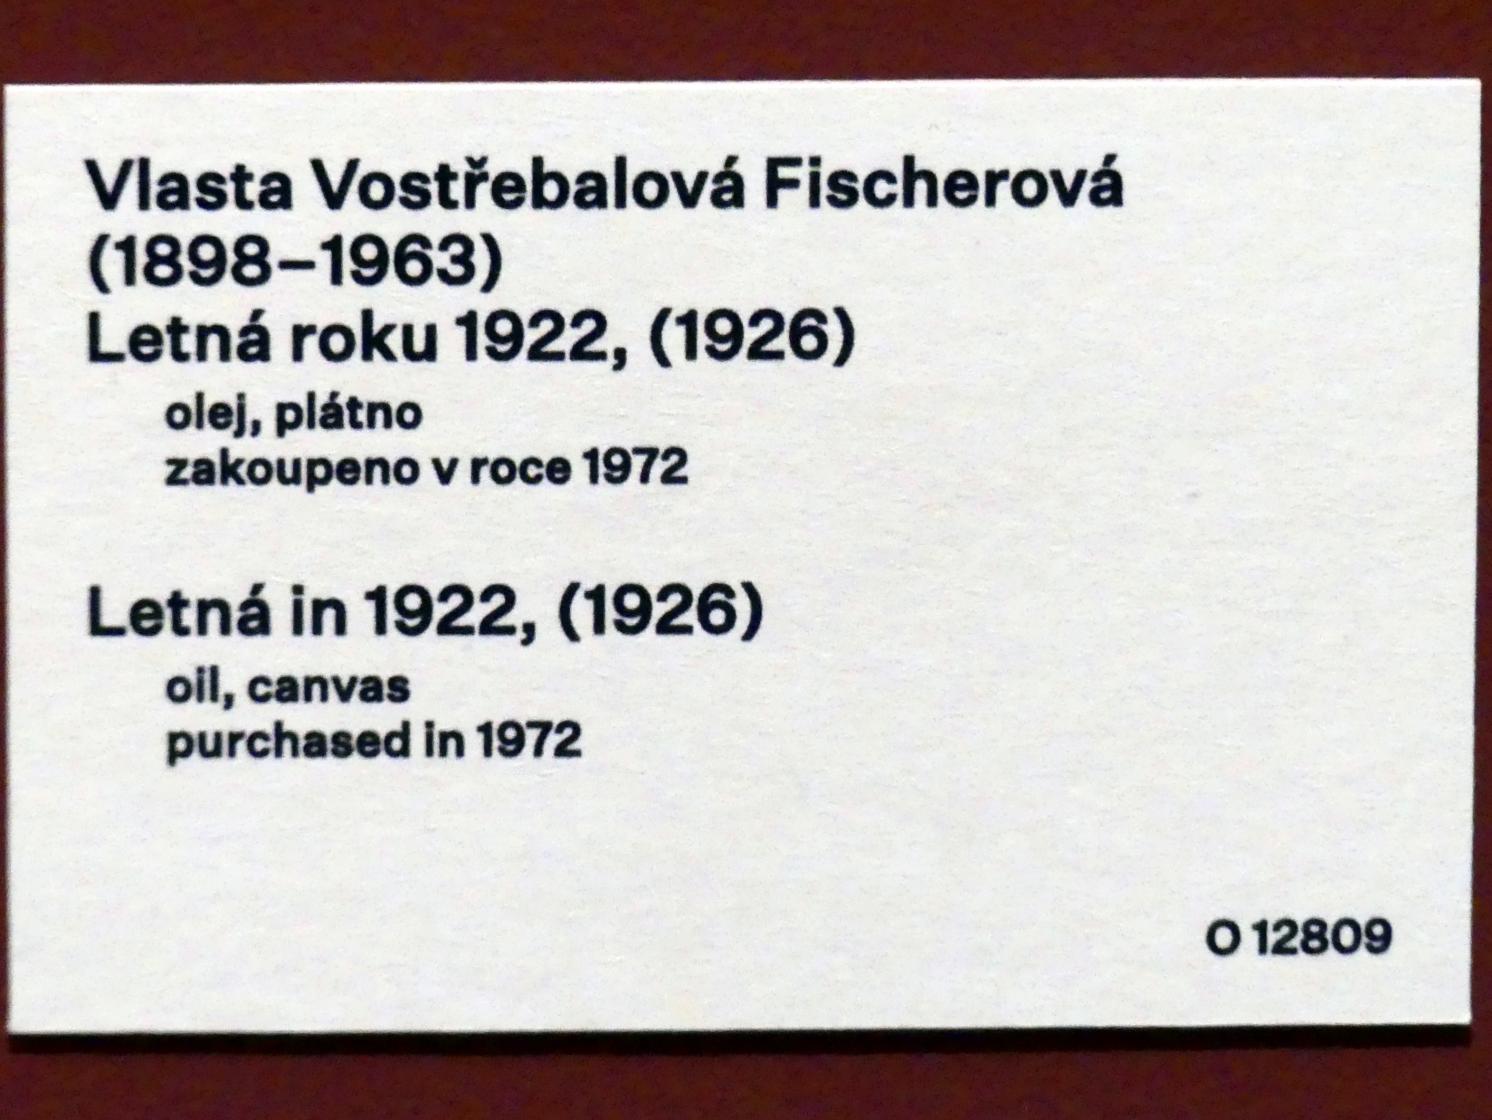 Vlasta Vostřebalová Fischerová
(1898–1963)
Letná roku 1922, (1926)
olej, plátno
zakoupeno v roce 1972
Letná in 1922, (1926)
oil, canvas
purchased in 1972
O 12809